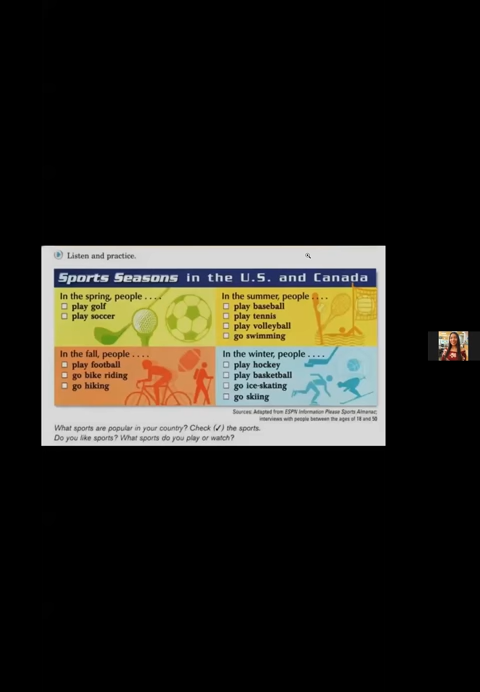 Listen and practice.
Sports Seasons in the U.S. and Canada
In the spring, people . . . .
play golf
play soccer
In the summer, people . . . .
play baseball
play tennis
play volleyball
go swimming
In the fall, people . . . .
play football
go bike riding
go hiking
In the winter, people . . . .
play hockey
play basketball
go ice-skating
go skiing
Sources: Adapted from ESPN Information Please Sports Almanac;
interviews with people between the ages of 18 and 50
What sports are popular in your country? Check (✓) the sports.
Do you like sports? What sports do you play or watch?